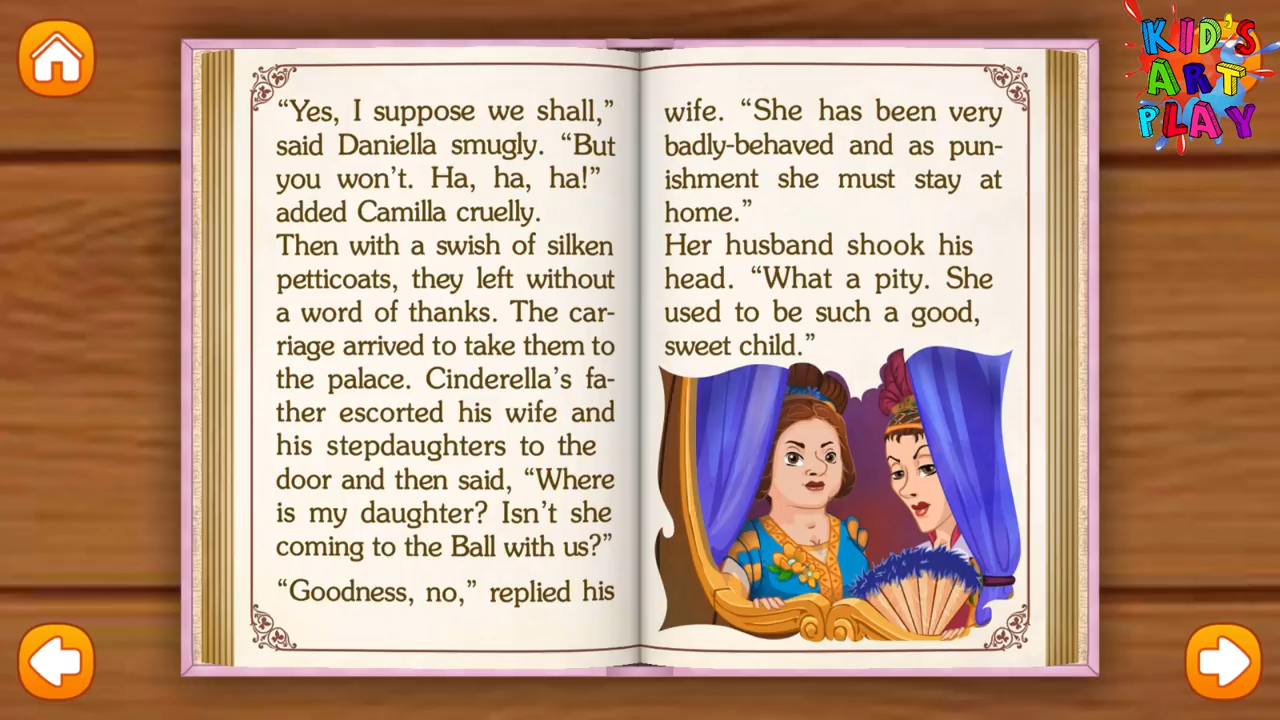 “Yes, I suppose we shall,”
said Daniella smugly. “But
you won’t. Ha, ha, ha!”
added Camilla cruelly.
Then with a swish of silken
petticoats, they left without
a word of thanks. The car-
riage arrived to take them to
the palace. Cinderella’s fa-
ther escorted his wife and
his stepdaughters to the
door and then said, “Where
is my daughter? Isn’t she
coming to the Ball with us?”
“Goodness, no,” replied his
wife. “She has been very
badly-behaved and as pun-
ishment she must stay at
home.”
Her husband shook his
head. “What a pity. She
used to be such a good,
sweet child.”
KID'S
ART
PLAY